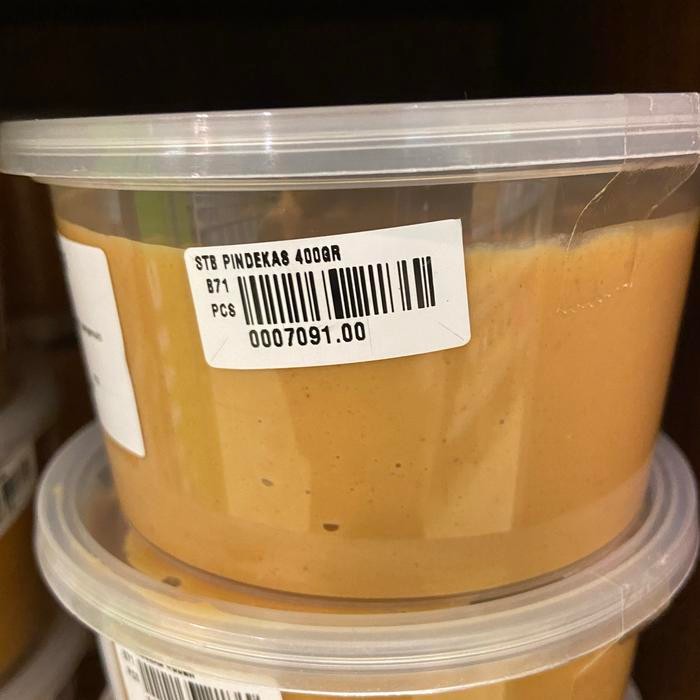 STB PINDEKAS 400GR
B71
PCS
0007091.00